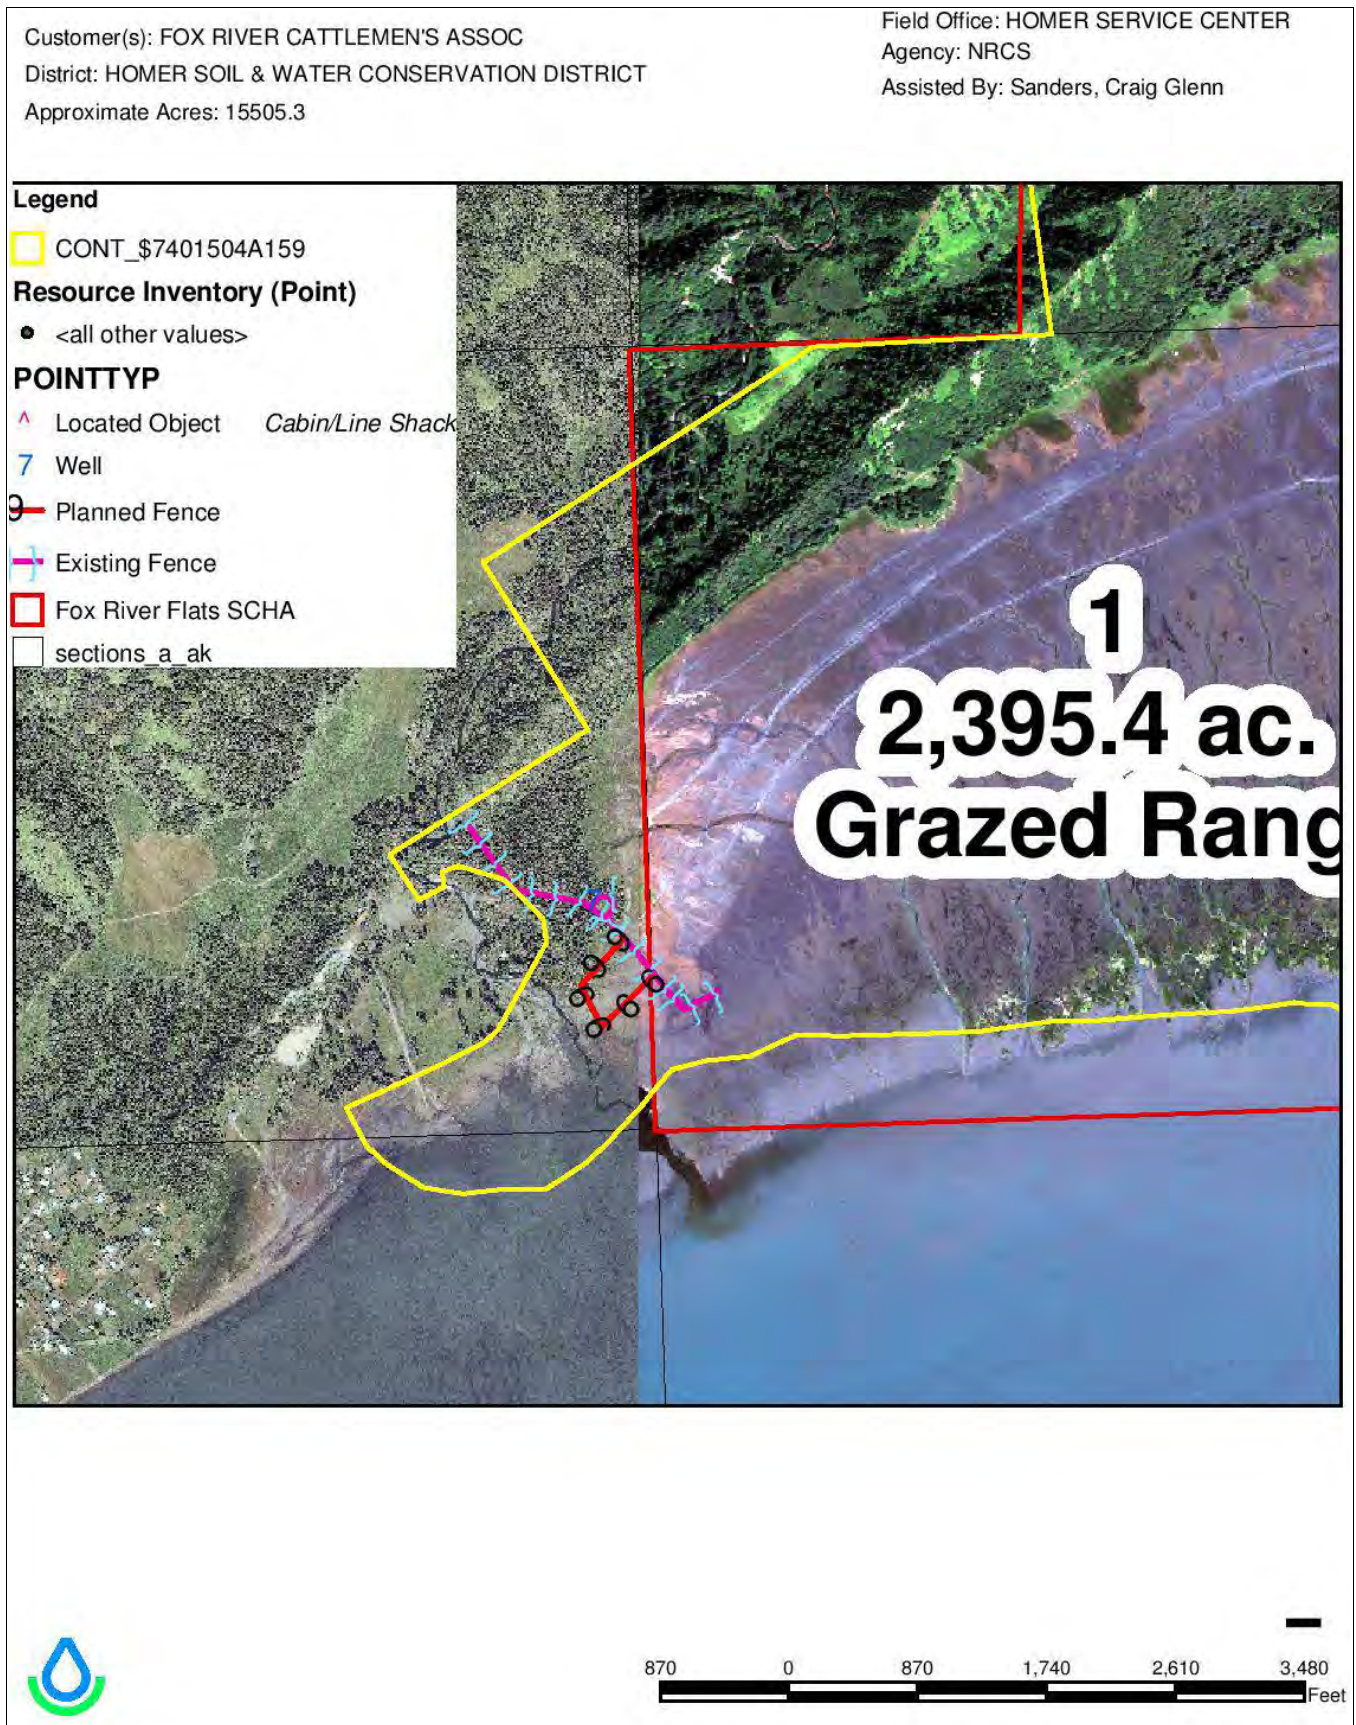 Customer(s): FOX RIVER CATTLEMEN'S ASSOC
District: HOMER SOIL & WATER CONSERVATION DISTRICT
Approximate Acres: 15505.3
Field Office: HOMER SERVICE CENTER
Agency: NRCS
Assisted By: Sanders, Craig Glenn
Legend
CONT_$7401504A159
Resource Inventory (Point)
<all other values>
POINTTYP
^ Located Object Cabin/Line Shack
7 Well
9 Planned Fence
Existing Fence
Fox River Flats SCHA
sections_a_ak
1
2,395.4 ac.
Grazed Rang
870 0 870 1,740 2,610 3,480
Feet